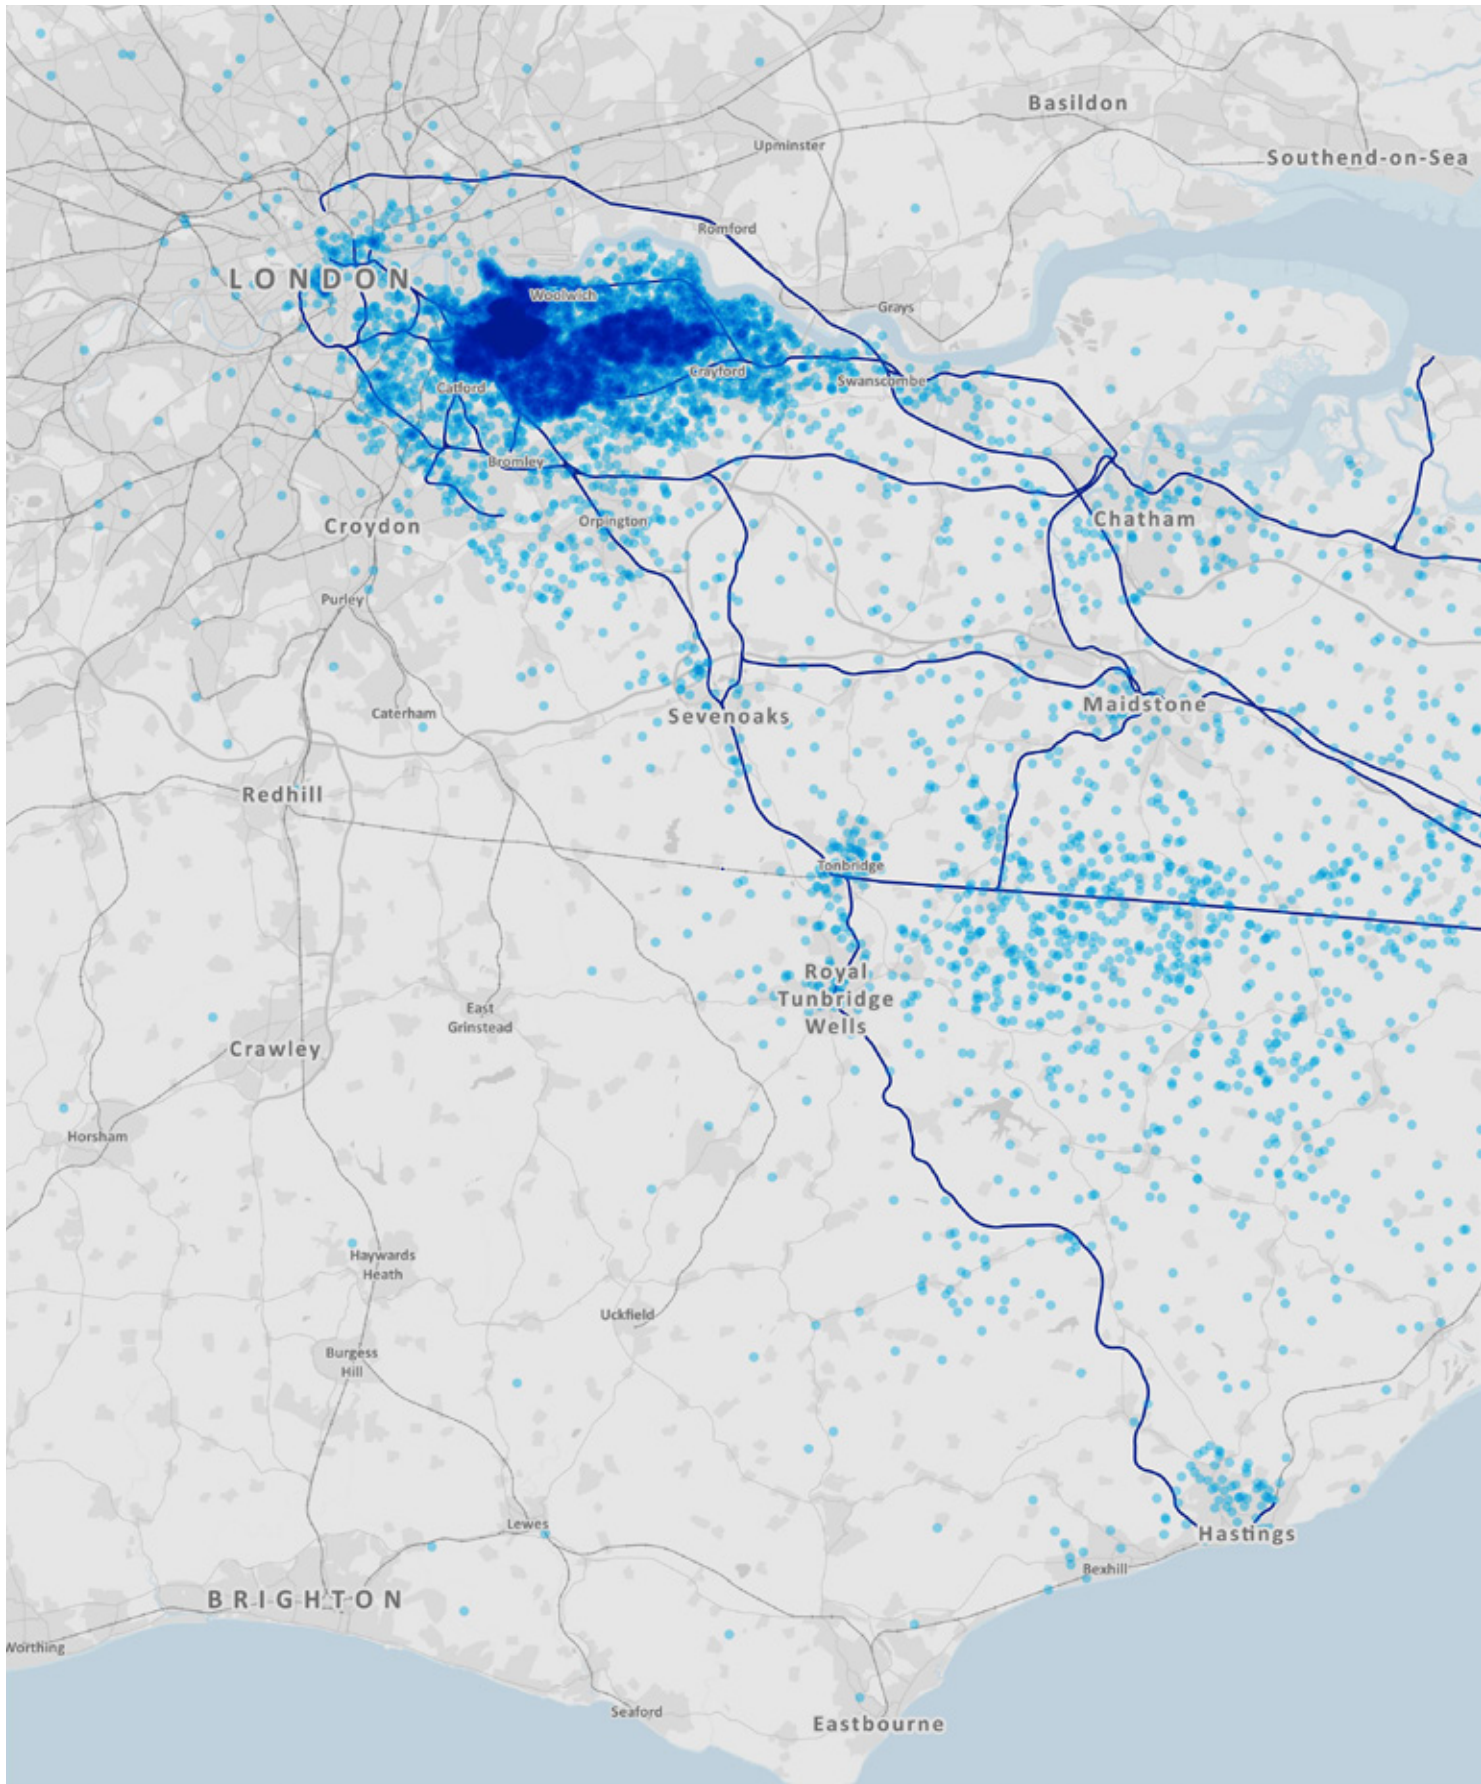 Basildon
Upminster
Southend-on-Sea
Romford
LONDON
Woolwich
Grays
Crayford
Swanscombe
Catford
Bromley
Orpington
Croydon
Chatham
Purley
Caterham
Sevenoaks
Maidstone
Redhill
Tonbridge
Royal
Tunbridge
Wells
East
Grinstead
Crawley
Horsham
Haywards
Heath
Uckfield
Burgess
Hill
Lewes
Hastings
Bexhill
BRIGHTON
Worthing
Seaford
Eastbourne